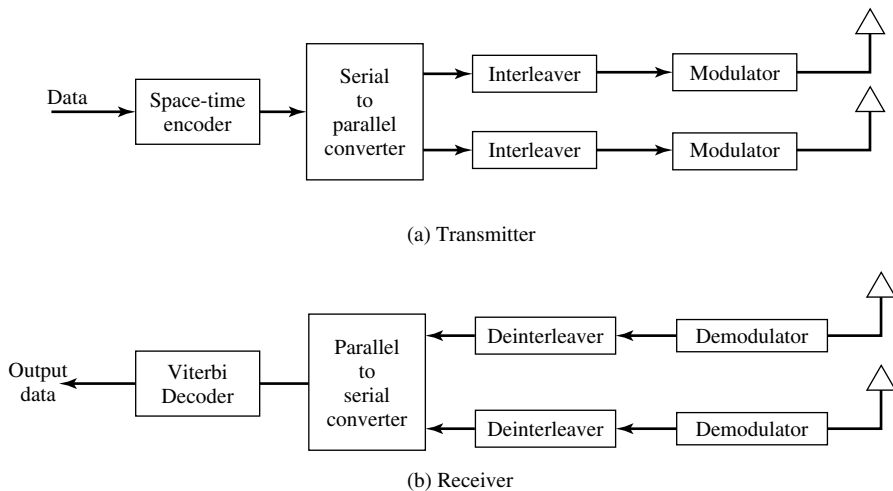 Data
Space-time
encoder
Serial
to
parallel
converter
Interleaver
Modulator
Interleaver
Modulator
(a) Transmitter
Output
data
Viterbi
Decoder
Parallel
to
serial
converter
Deinterleaver
Demodulator
Deinterleaver
Demodulator
(b) Receiver